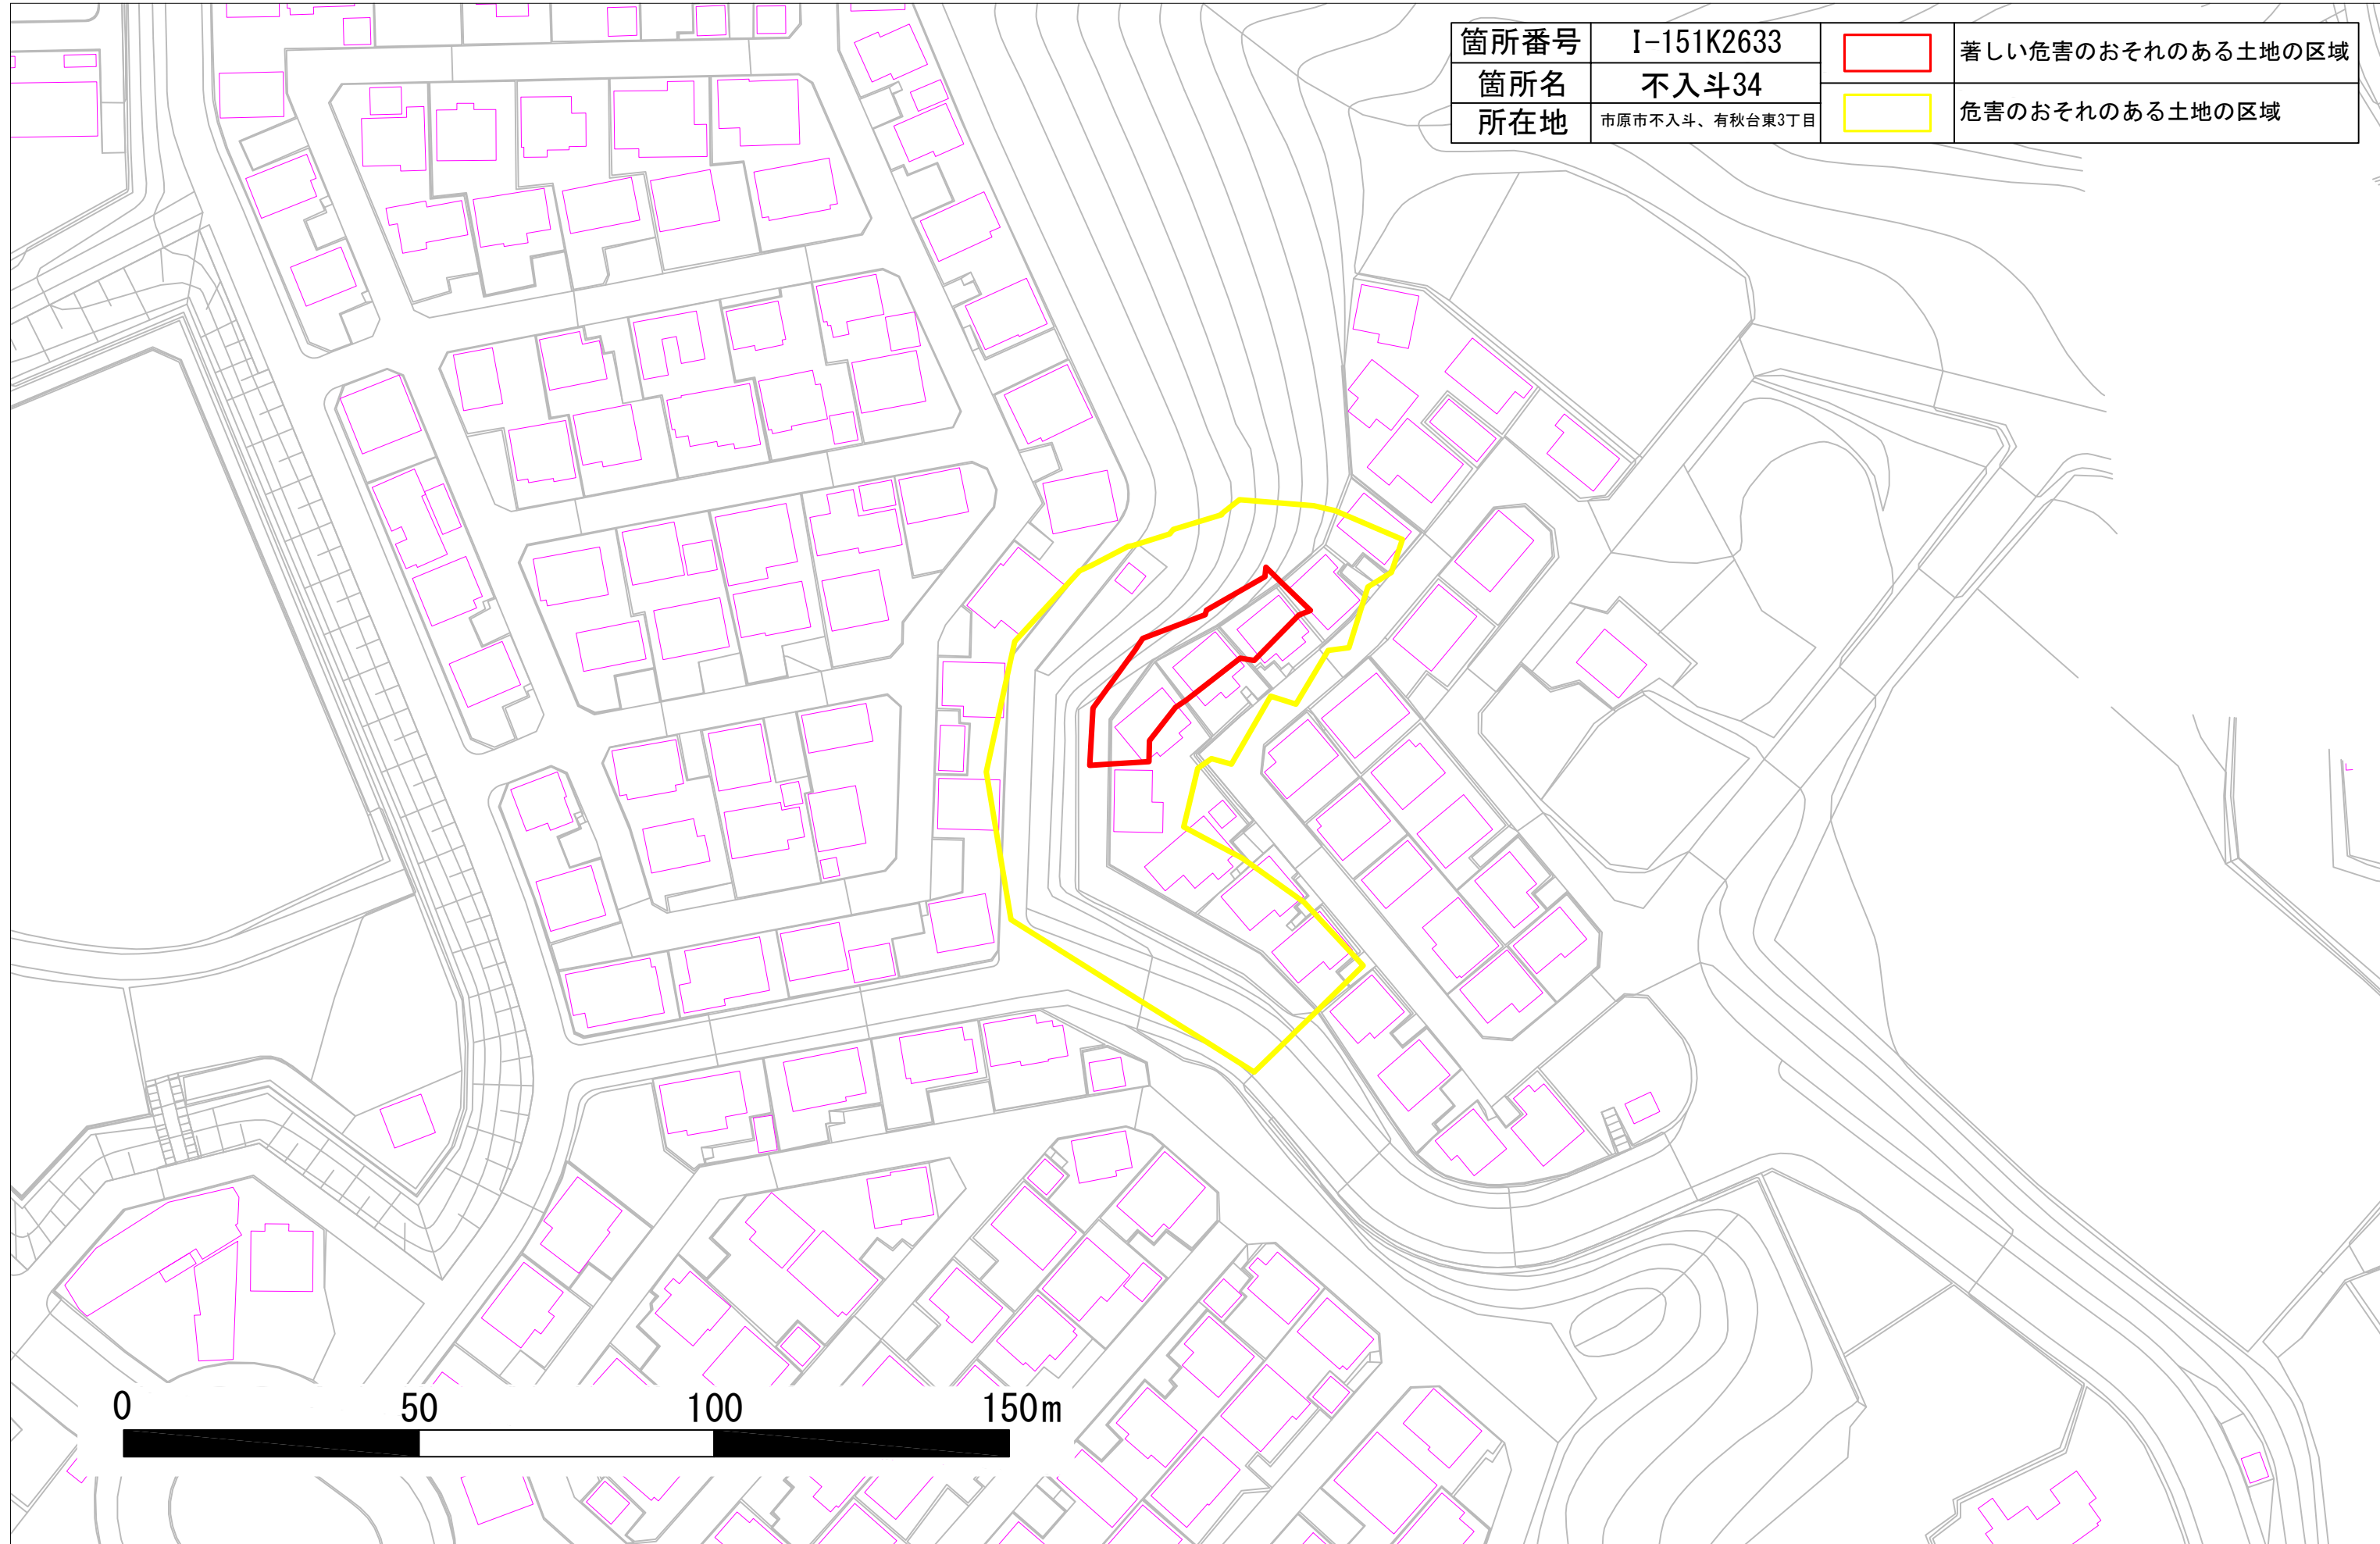 箇所番号 I-151K2633 著しい危害のおそれのある土地の区域
箇所名 不入斗34
危害のおそれのある土地の区域
所在地 市原市不入斗、有秋台東3丁目
0 50 100 150m